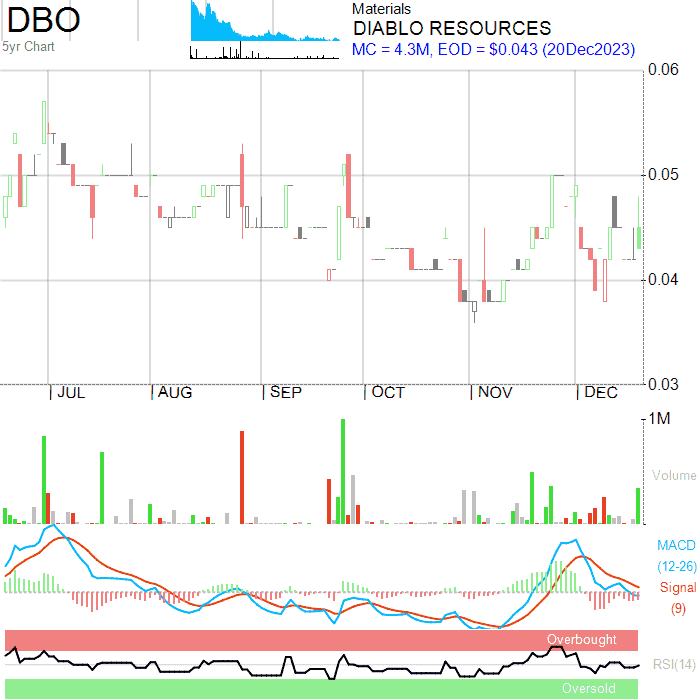 DBO
5yr Chart
Materials
DIABLO RESOURCES
MC = 4.3M, EOD = $0.043 (20Dec2023)
0.06
0.05
0.04
0.03
JUL AUG SEP OCT NOV DEC
1M
Volume
MACD
(12-26)
Signal
(9)
Overbought
RSI(14)
Oversold